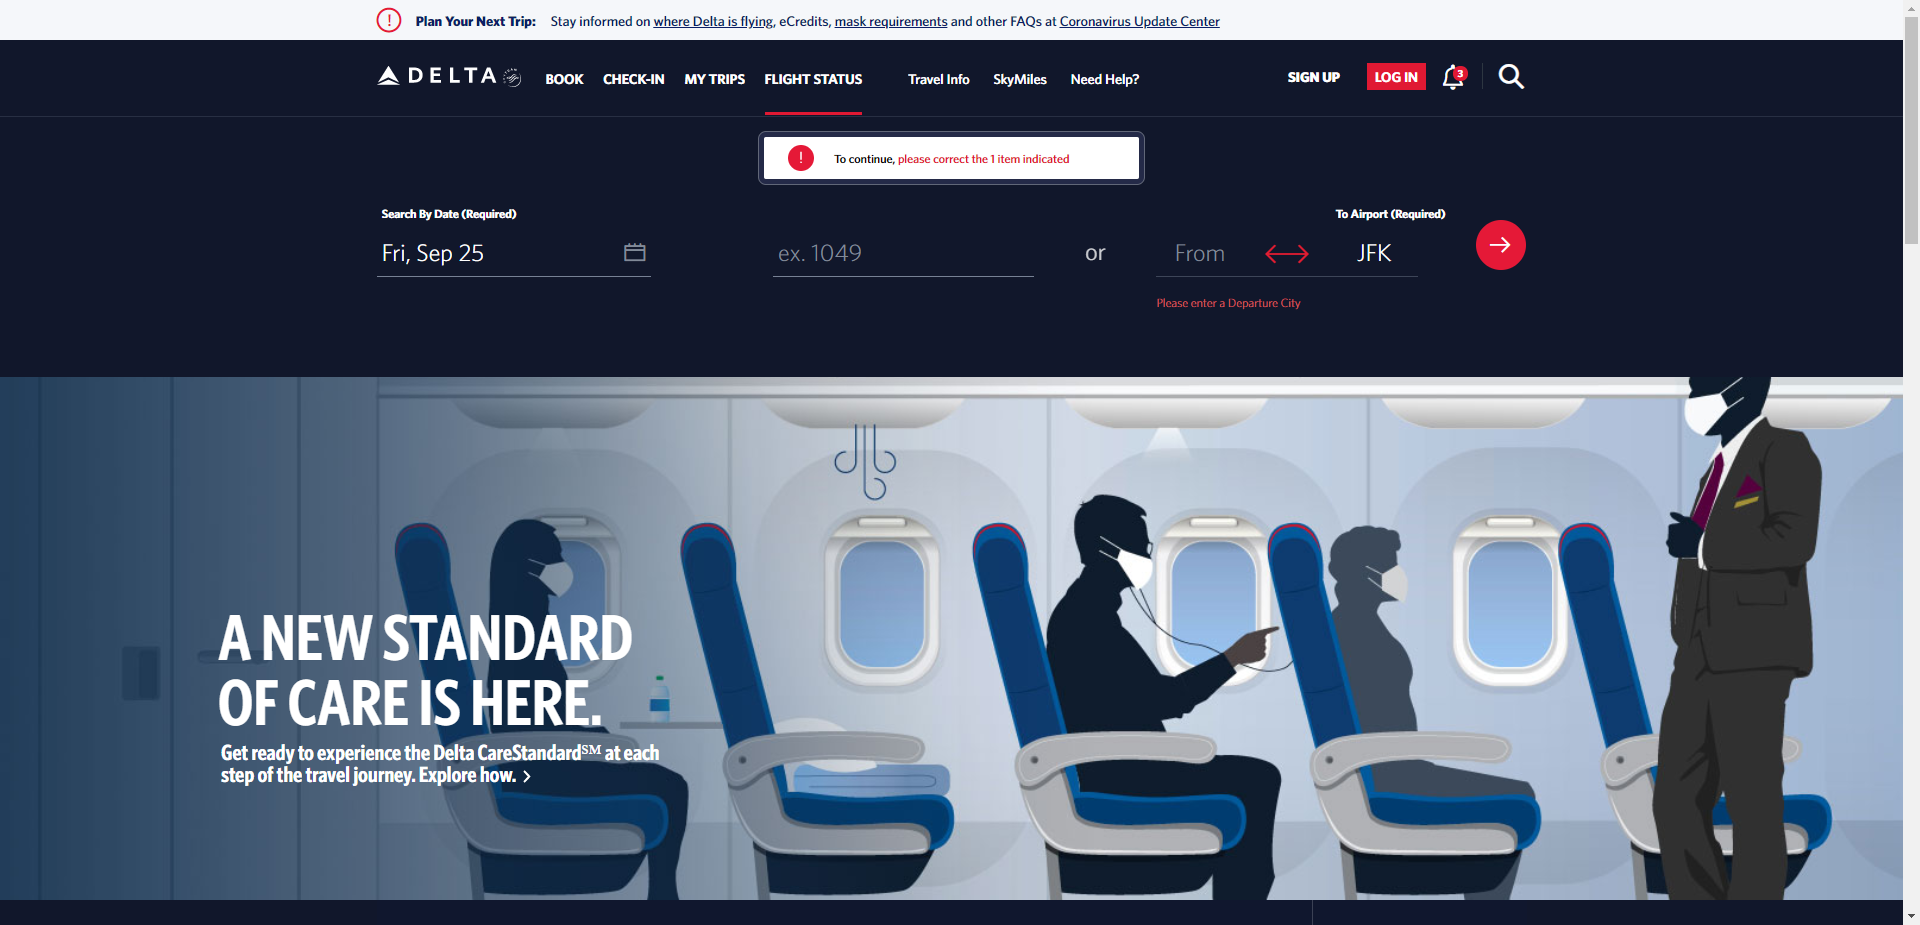 Plan Your Next Trip: Stay informed on where Delta is flying, eCredits, mask requirements and other FAQs at Coronavirus Update Center
DELTA BOOK CHECK-IN MY TRIPS FLIGHT STATUS Travel Info SkyMiles Need Help? SIGN UP LOG IN 3
! To continue, please correct the 1 item indicated
Search By Date (Required) To Airport (Required)
Fri, Sep 25 ex. 1049 or From JFK
Please enter a Departure City
A NEW STANDARD
OF CARE IS HERE.
Get ready to experience the Delta CareStandard℠ at each
step of the travel journey. Explore how. >